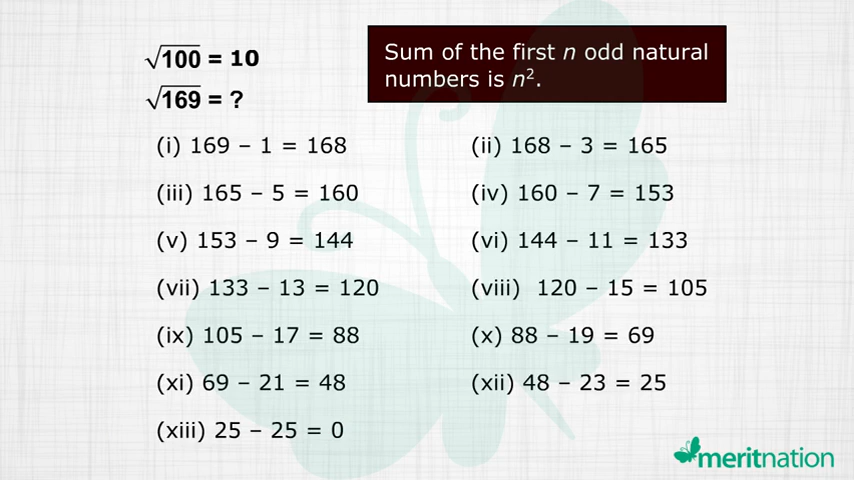 √100 = 10
√169 = ?
Sum of the first n odd natural
numbers is n².
(i) 169 – 1 = 168
(ii) 168 – 3 = 165
(iii) 165 – 5 = 160
(iv) 160 – 7 = 153
(v) 153 – 9 = 144
(vi) 144 – 11 = 133
(vii) 133 – 13 = 120
(viii) 120 – 15 = 105
(ix) 105 – 17 = 88
(x) 88 – 19 = 69
(xi) 69 – 21 = 48
(xii) 48 – 23 = 25
(xiii) 25 – 25 = 0
meritnation